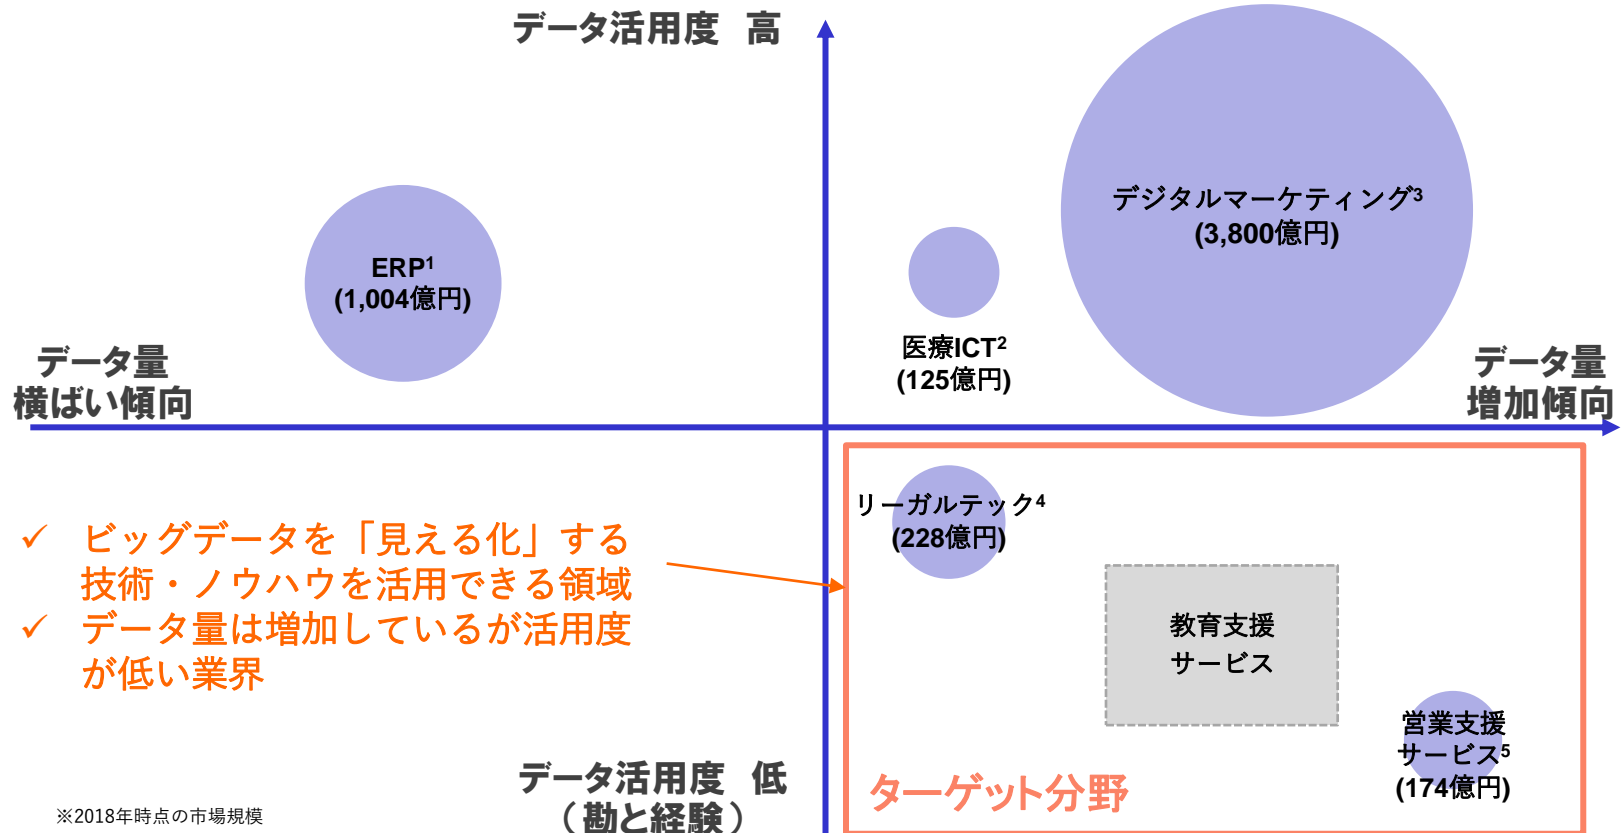 データ活用度 高
デジタルマーケティング3
(3,800億円)
ERP1
(1,004億円)
医療ICT2
(125億円)
データ量
横ばい傾向
データ量
増加傾向
リーガルテック4
(228億円)
✓ ビッグデータを「見える化」する
技術・ノウハウを活用できる領域
✓ データ量は増加しているが活用度
が低い業界
教育支援
サービス
営業支援
サービス5
(174億円)
ターゲット分野
データ活用度 低
（勘と経験）
※2018年時点の市場規模